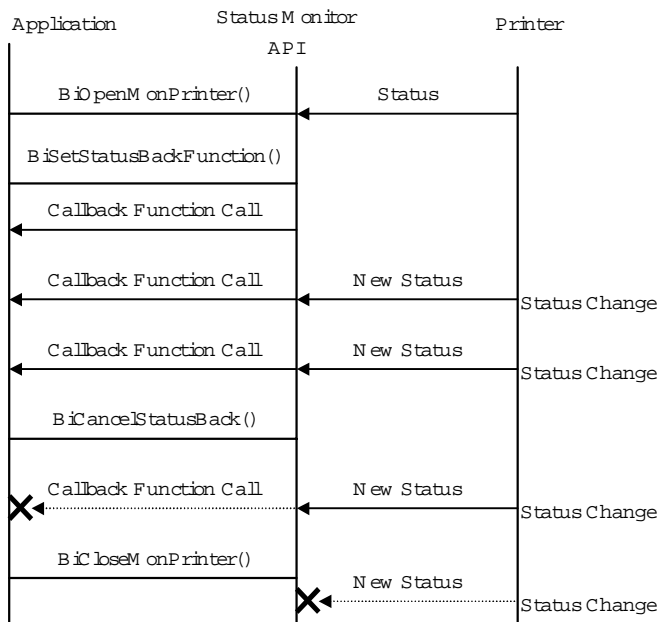 Application
Status Monitor
API
Printer
BiOpenMonPrinter()
Status
BiSetStatusBackFunction()
Callback Function Call
Callback Function Call
New Status
Status Change
Callback Function Call
New Status
Status Change
BiCancelStatusBack()
Callback Function Call
New Status
Status Change
BiCloseMonPrinter()
New Status
Status Change